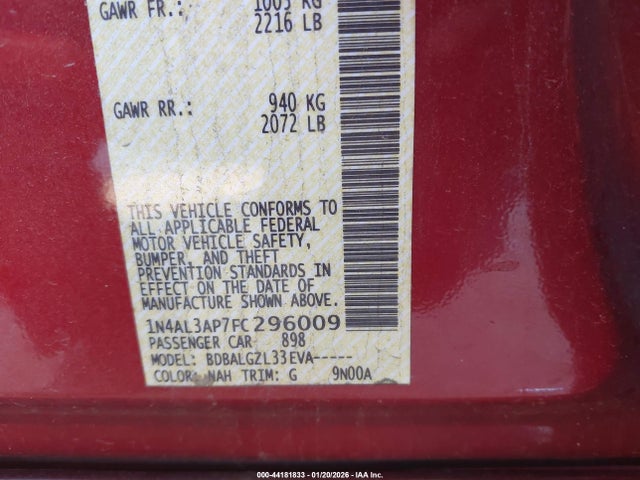 GAWR FR.: 1005 KG
2216 LB
GAWR RR.: 940 KG
2072 LB
THIS VEHICLE CONFORMS TO
ALL APPLICABLE FEDERAL
MOTOR VEHICLE SAFETY,
BUMPER, AND THEFT
PREVENTION STANDARDS IN
EFFECT ON THE DATE OF
MANUFACTURE SHOWN ABOVE.
1N4AL3AP7FC296009
PASSENGER CAR 898
MODEL: BDBALGZL33EVA-----
COLOR: NAH TRIM: G 9N00A
000-44181833 - 01/20/2026 - IAA Inc.